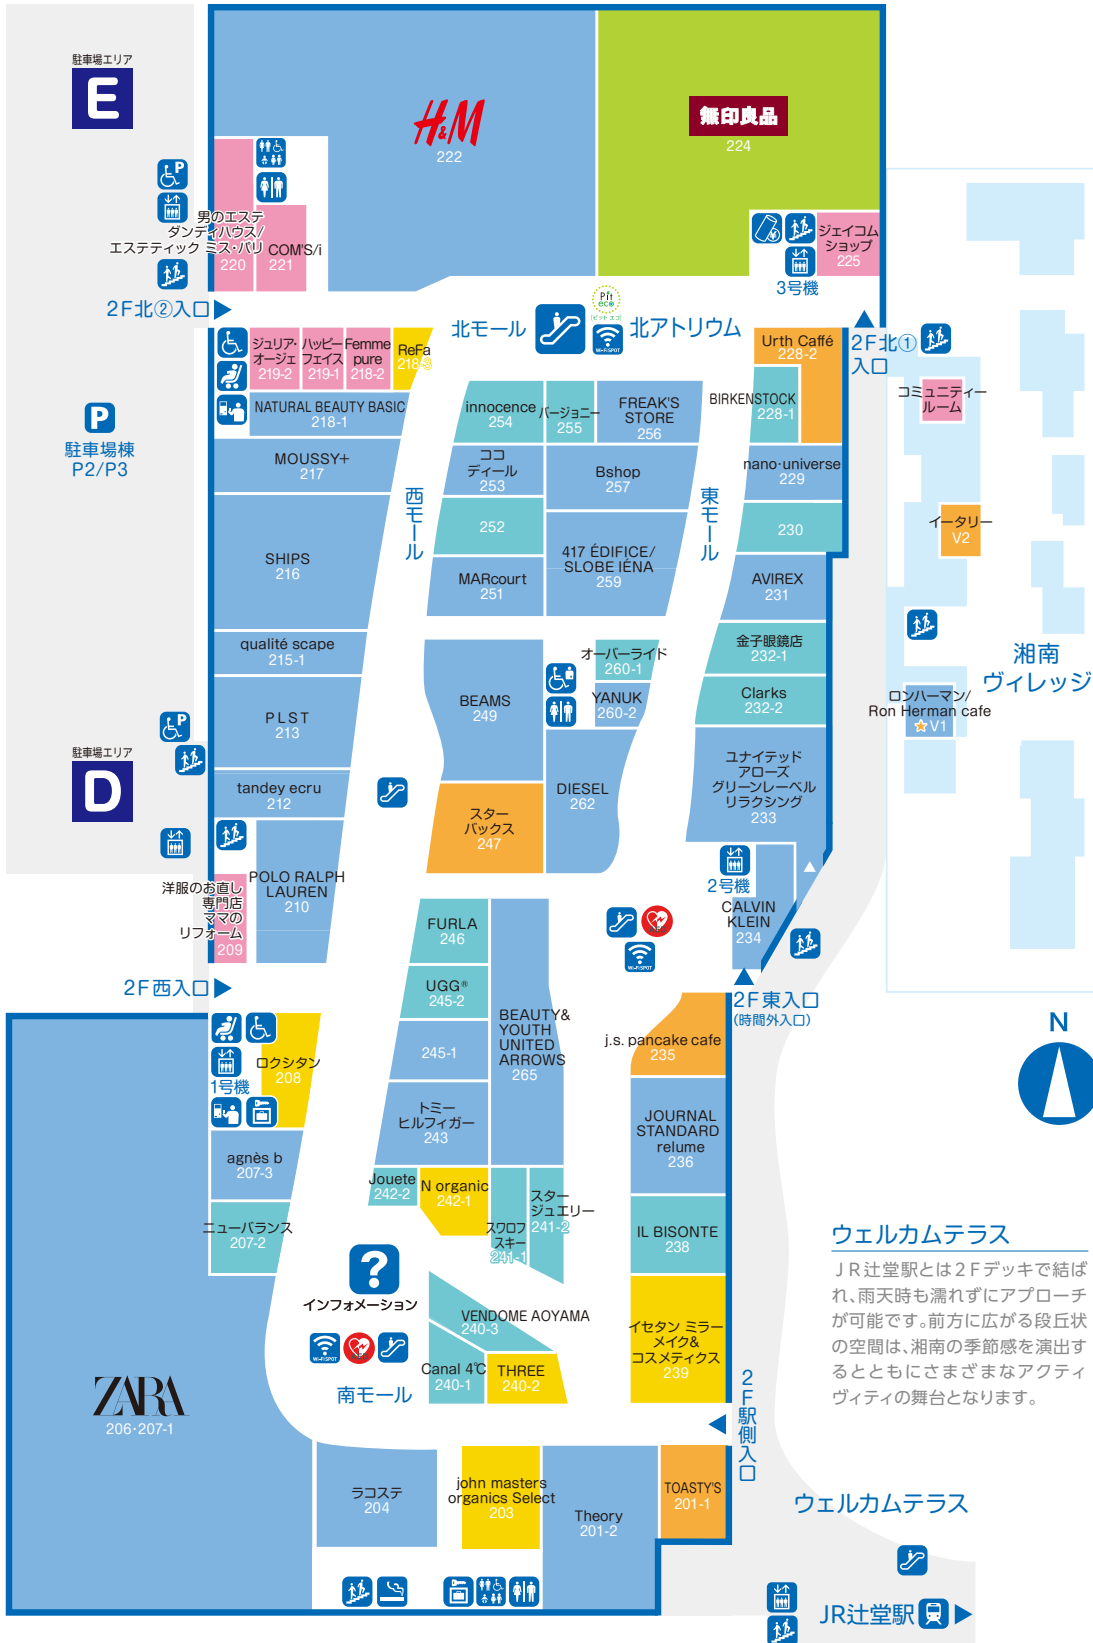 駐車場エリア
E
H&M
222
無印良品
224
男のエステ
ダンディハウス/
エステティック ミス・パリ
220
COM'S/i
221
ジェイコム
ショップ
225
3号機
2F北②入口
北モール
Pit
eco
[ピットエコ]
Wi-Fi SPOT
北アトリウム
2F北①
入口
ジュリア・
オージェ
219-2
ハッピー
フェイス
219-1
Femme
pure
218-2
ReFa
218-3
Urth Caffé
228-2
P
駐車場棟
P2/P3
NATURAL BEAUTY BASIC
218-1
innocence
254
バージョニー
255
FREAK'S
STORE
256
BIRKENSTOCK
228-1
コミュニティー
ルーム
MOUSSY+
217
ココ
ディール
253
Bshop
257
nano・universe
229
西モール
東モール
252
230
イータリー
V2
SHIPS
216
MARcourt
251
417 ÉDIFICE/
SLOBE IÉNA
259
AVIREX
231
qualité scape
215-1
オーバーライド
260-1
金子眼鏡店
232-1
湘南
ヴィレッジ
PLST
213
BEAMS
249
YANUK
260-2
Clarks
232-2
ロンハーマン/
Ron Herman cafe
V1
駐車場エリア
D
tandey ecru
212
スター
バックス
247
DIESEL
262
ユナイテッド
アローズ
グリーンレーベル
リラクシング
233
洋服のお直し
専門店
ママの
リフォーム
209
POLO RALPH
LAUREN
210
2号機
CALVIN
KLEIN
234
FURLA
246
Wi-Fi SPOT
2F西入口
UGG®
245-2
BEAUTY&
YOUTH
UNITED
ARROWS
265
2F東入口
(時間外入口)
N
1号機
ロクシタン
208
245-1
j.s. pancake cafe
235
トミー
ヒルフィガー
243
JOURNAL
STANDARD
relume
236
agnès b
207-3
Jouete
242-2
N organic
242-1
スワロフ
スキー
241-1
スター
ジュエリー
241-2
ニューバランス
207-2
IL BISONTE
238
ウェルカムテラス
JR辻堂駅とは2Fデッキで結ば
れ、雨天時も濡れずにアプローチ
が可能です。前方に広がる段丘状
の空間は、湘南の季節感を演出す
るとともにさまざまなアクティ
ヴィティの舞台となります。
?
インフォメーション
Wi-Fi SPOT
VENDOME AOYAMA
240-3
イセタン ミラー
メイク&
コスメティクス
239
ZARA
206・207-1
南モール
Canal 4℃
240-1
THREE
240-2
2F駅側入口
ラコステ
204
john masters
organics Select
203
Theory
201-2
TOASTY'S
201-1
ウェルカムテラス
JR辻堂駅